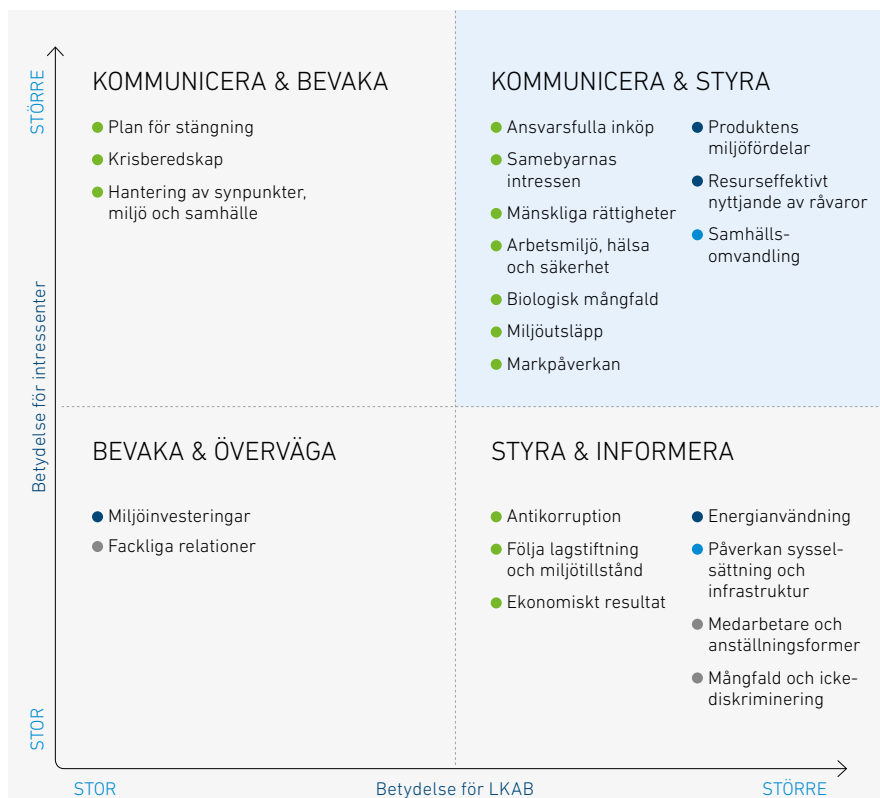 STÖRRE
Betydelse för intressenter
STOR
KOMMUNICERA & BEVAKA
Plan för stängning
Krisberedskap
Hantering av synpunkter,
miljö och samhälle
KOMMUNICERA & STYRA
Ansvarsfulla inköp
Samebyarnas
intressen
Mänskliga rättigheter
Arbetsmiljö, hälsa
och säkerhet
Biologisk mångfald
Miljöutsläpp
Markpåverkan
Produktens
miljöfördelar
Resurseffektivt
nyttjande av råvaror
Samhälls-
omvandling
BEVAKA & ÖVERVÄGA
Miljöinvesteringar
Fackliga relationer
STYRA & INFORMERA
Antikorruption
Följa lagstiftning
och miljötillstånd
Ekonomiskt resultat
Energianvändning
Påverkan syssel-
sättning och
infrastruktur
Medarbetare och
anställningsformer
Mångfald och icke-
diskriminering
STOR
Betydelse för LKAB
STÖRRE